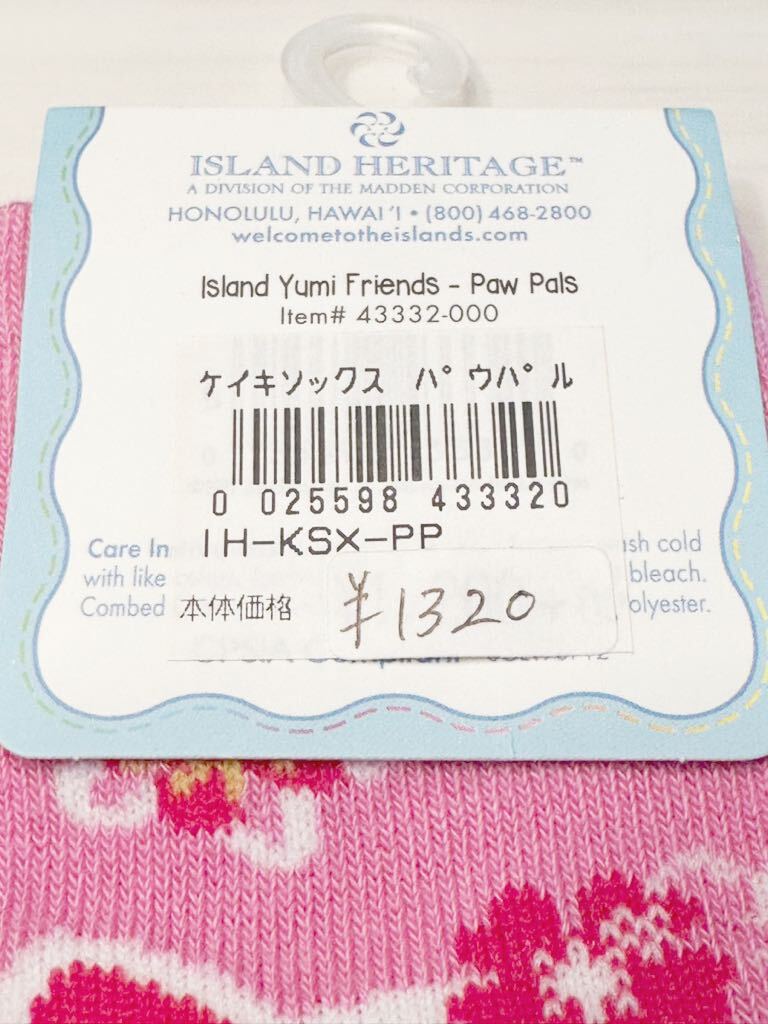 ISLAND HERITAGE™
A DIVISION OF THE MADDEN CORPORATION
HONOLULU, HAWAI'I • (800) 468-2800
welcometotheislands.com
Island Yumi Friends - Paw Pals
Item# 43332-000
ケイキソックス パウパル
0 025598 433320
IH-KSX-PP
Care In
sh cold
with like
bleach.
Combed
olyester.
本体価格 ¥1320